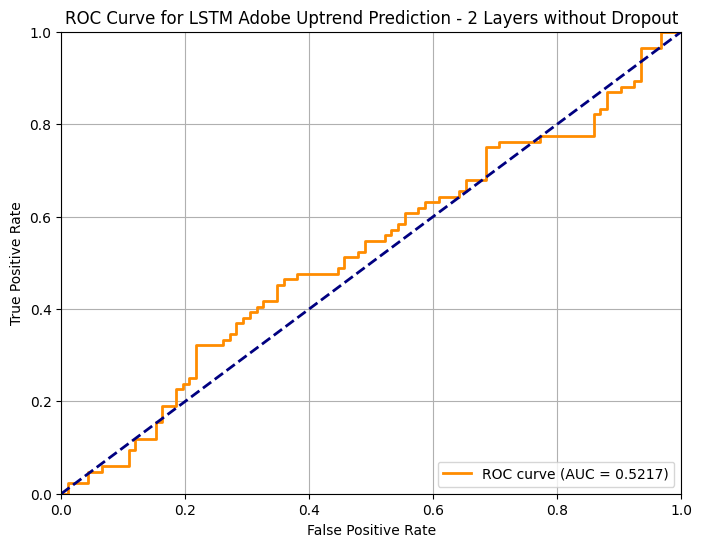 ROC Curve for LSTM Adobe Uptrend Prediction - 2 Layers without Dropout
1.0
0.8
0.6
0.4
0.2
0.0
True Positive Rate
ROC curve (AUC = 0.5217)
0.0 0.2 0.4 0.6 0.8 1.0
False Positive Rate